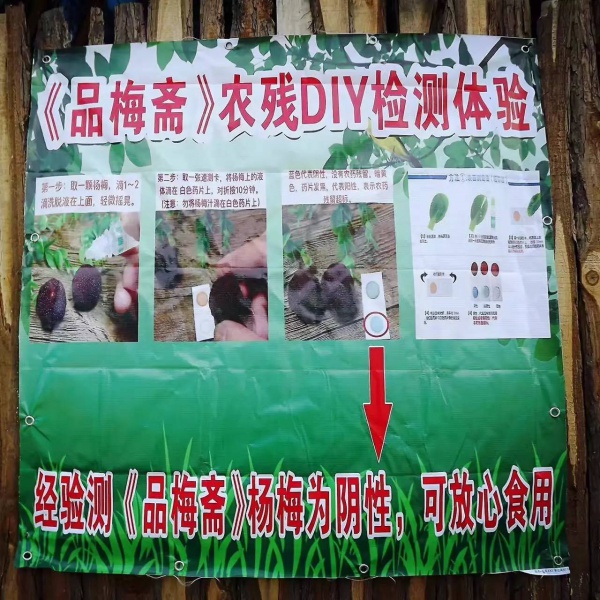 《品梅斋》农残DIY检测体验
第一步：取一颗杨梅，滴1~2
滴洗脱液在上面，轻微摇晃。
第二步：取一张速测卡，将杨梅上的液
体滴在白色药片上，对折按10分钟。
（注意：勿将杨梅汁滴在白色药片上）
蓝色代表阴性，没有农药残留，暗黄
色、药片发黑，代表阳性，表示农药
残留超标。
经验测《品梅斋》杨梅为阴性，可放心食用